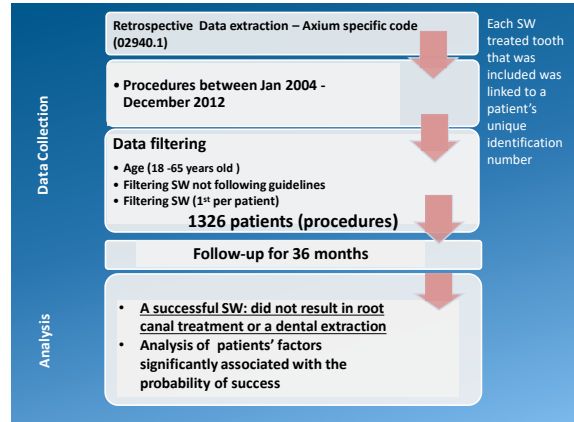 Retrospective Data extraction – Axium specific code
(02940.1)
• Procedures between Jan 2004 -
December 2012
Data filtering
• Age (18 -65 years old )
• Filtering SW not following guidelines
• Filtering SW (1st per patient)
1326 patients (procedures)
Follow-up for 36 months
• A successful SW: did not result in root
canal treatment or a dental extraction
• Analysis of patients' factors
significantly associated with the
probability of success
Data Collection
Analysis
Each SW
treated tooth
that was
included was
linked to a
patient's
unique
identification
number